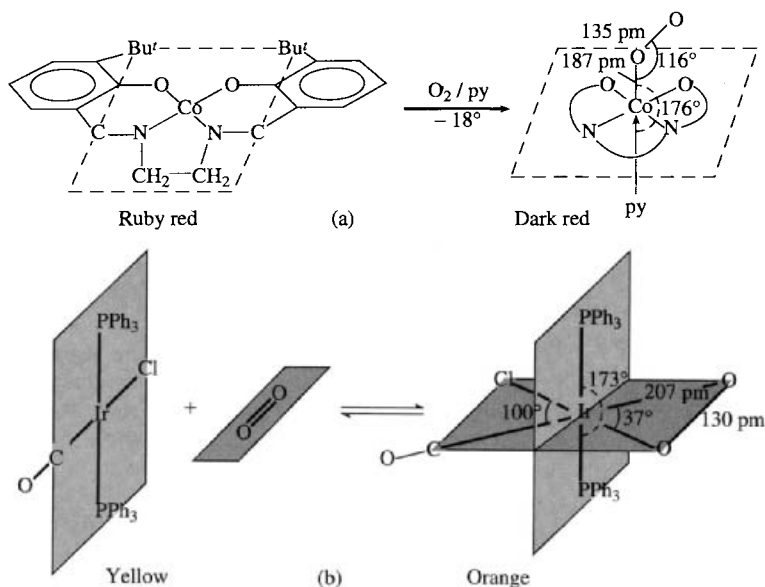 Bu^t Bu^t
O O
Co
C N N C
CH₂ CH₂
Ruby red
O₂ / py
− 18°
O
135 pm
O 116°
187 pm
O O
Co 176°
N N
py
Dark red
(a)
PPh₃
Cl
Ir
C
O
PPh₃
Yellow
+
O
O
PPh₃
Cl 173° O
207 pm
100° Ir 37° 130 pm
O–C O
PPh₃
Orange
(b)